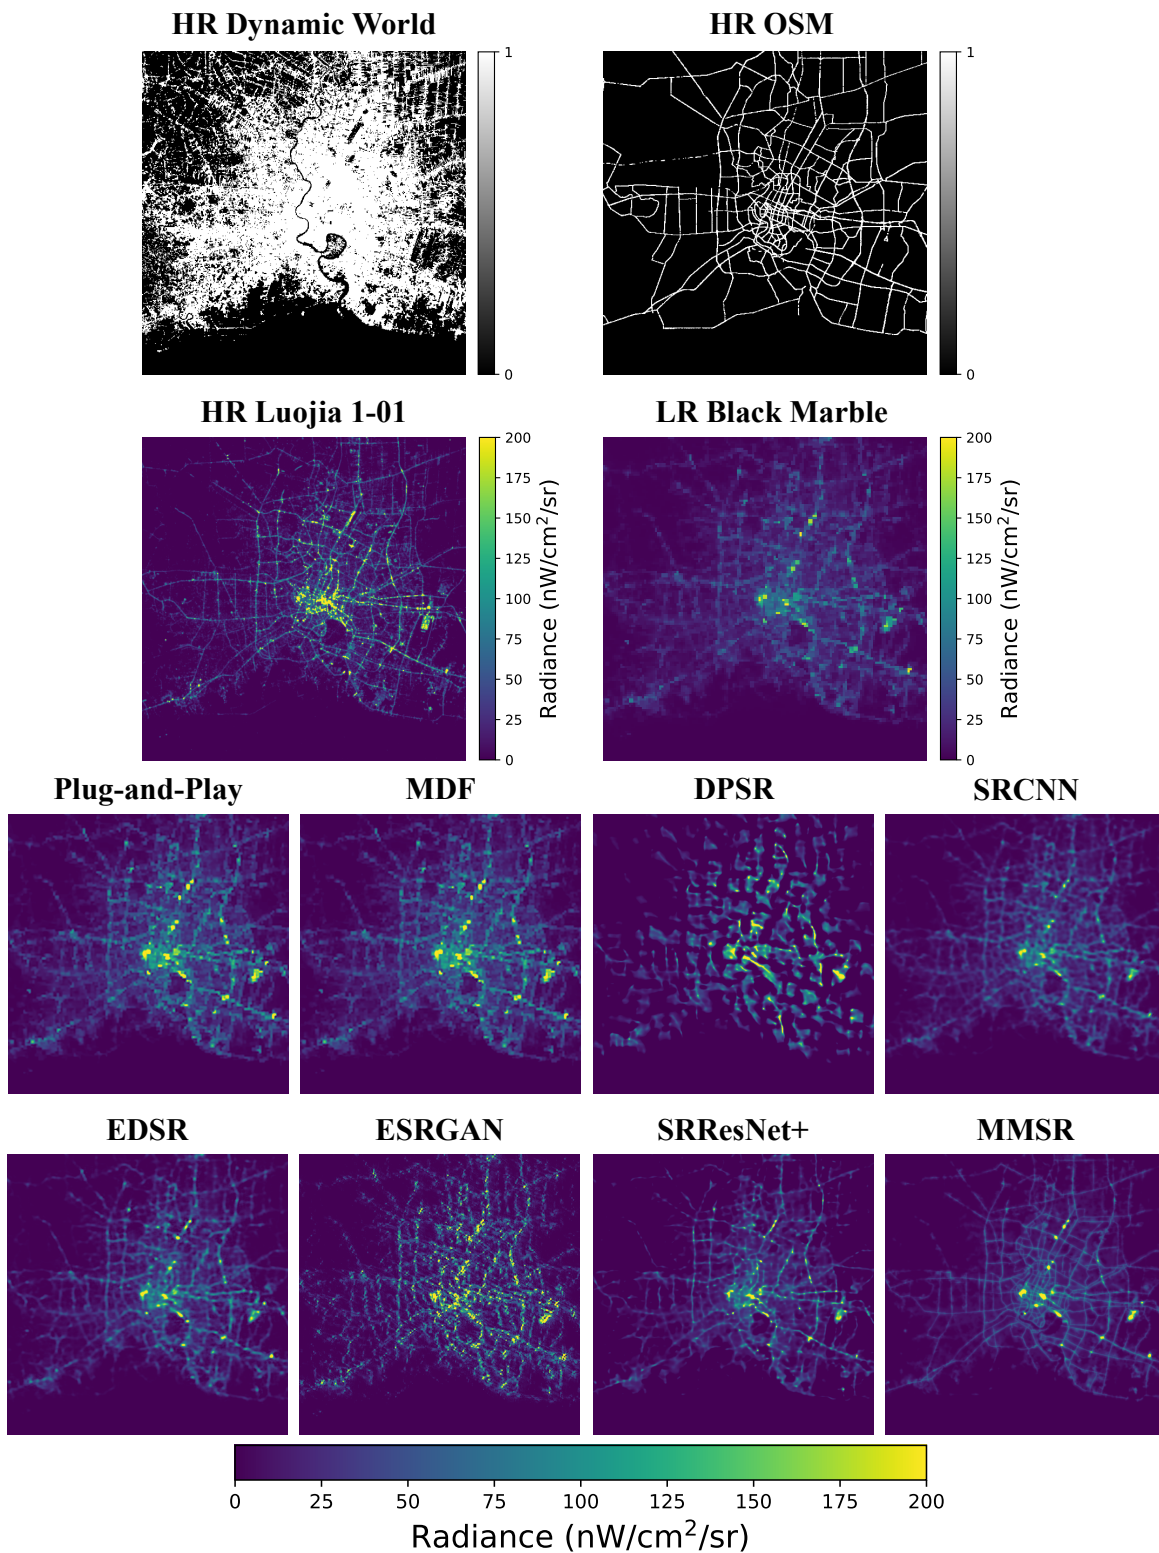 HR Dynamic World
HR OSM
1
0
1
0
HR Luojia 1-01
LR Black Marble
200
175
150
125
100
75
50
25
0
Radiance (nW/cm²/sr)
200
175
150
125
100
75
50
25
0
Radiance (nW/cm²/sr)
Plug-and-Play
MDF
DPSR
SRCNN
EDSR
ESRGAN
SRResNet+
MMSR
0 25 50 75 100 125 150 175 200
Radiance (nW/cm²/sr)